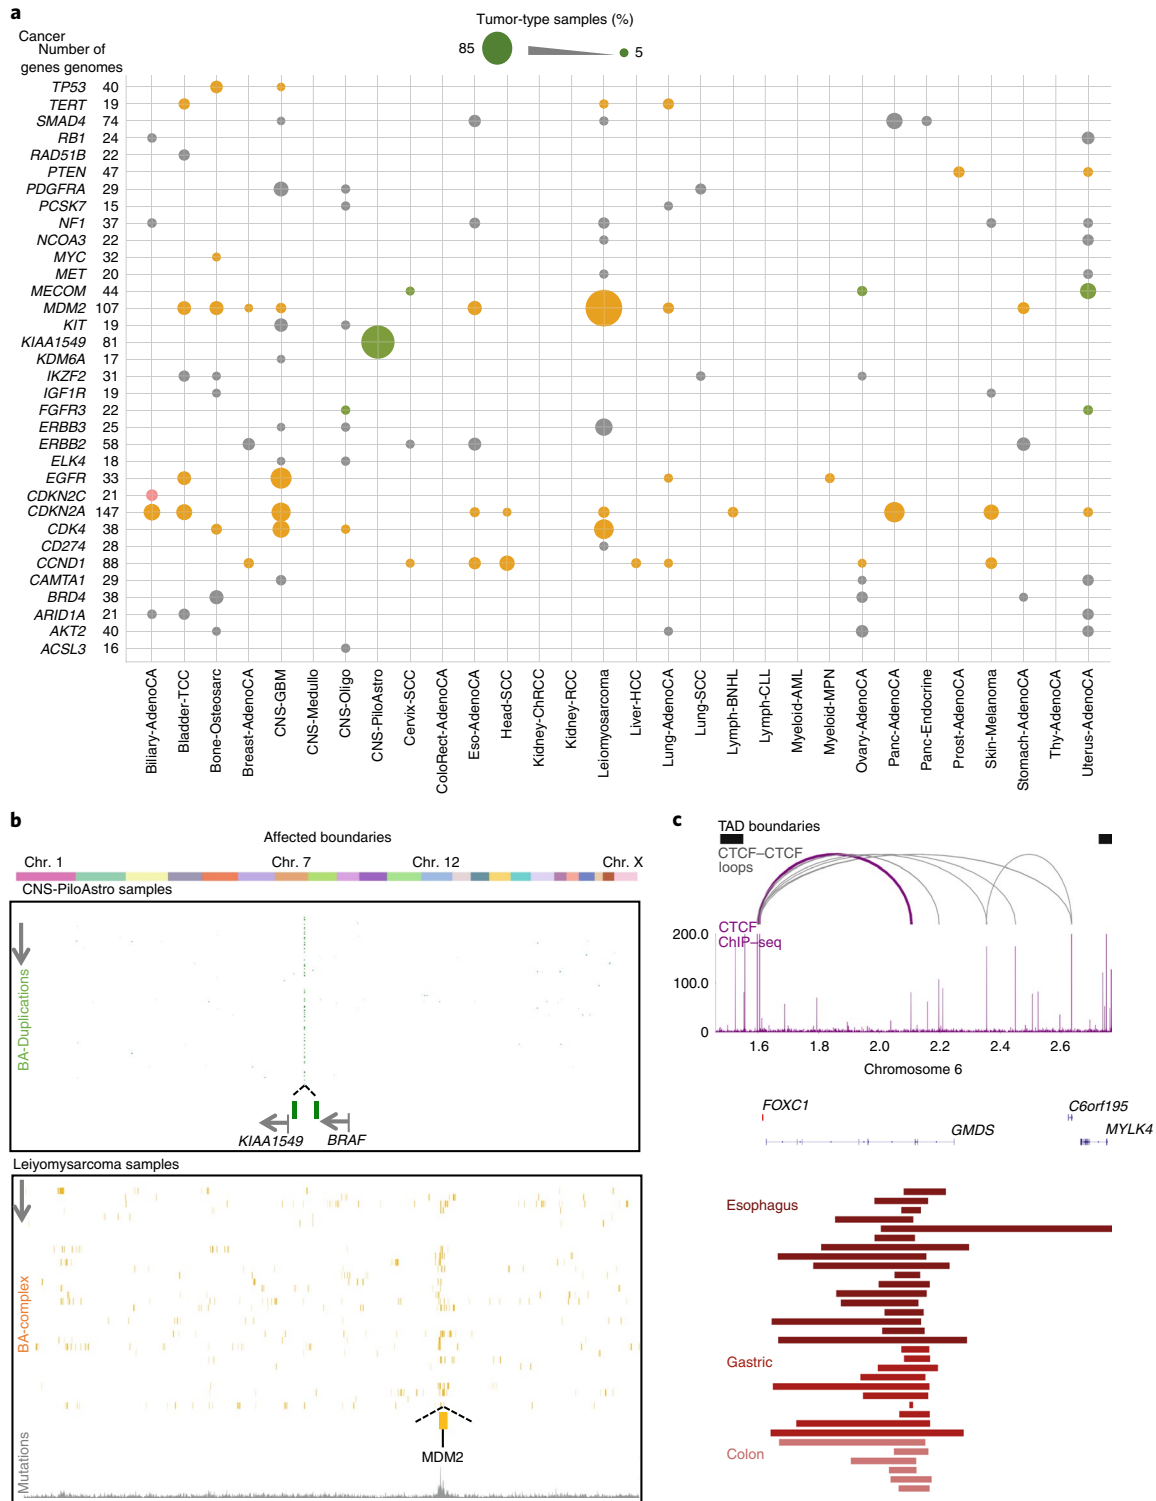 a
Tumor-type samples (%)
85
5
Cancer Number of
genes genomes
TP53 40
TERT 19
SMAD4 74
RB1 24
RAD51B 22
PTEN 47
PDGFRA 29
PCSK7 15
NF1 37
NCOA3 22
MYC 32
MET 20
MECOM 44
MDM2 107
KIT 19
KIAA1549 81
KDM6A 17
IKZF2 31
IGF1R 19
FGFR3 22
ERBB3 25
ERBB2 58
ELK4 18
EGFR 33
CDKN2C 21
CDKN2A 147
CDK4 38
CD274 28
CCND1 88
CAMTA1 29
BRD4 38
ARID1A 21
AKT2 40
ACSL3 16
Biliary-AdenoCA
Bladder-TCC
Bone-Osteosarc
Breast-AdenoCA
CNS-GBM
CNS-Medullo
CNS-Oligo
CNS-PiloAstro
Cervix-SCC
ColoRect-AdenoCA
Eso-AdenoCA
Head-SCC
Kidney-ChRCC
Kidney-RCC
Leiomyosarcoma
Liver-HCC
Lung-AdenoCA
Lung-SCC
Lymph-BNHL
Lymph-CLL
Myeloid-AML
Myeloid-MPN
Ovary-AdenoCA
Panc-AdenoCA
Panc-Endocrine
Prost-AdenoCA
Skin-Melanoma
Stomach-AdenoCA
Thy-AdenoCA
Uterus-AdenoCA
b
Affected boundaries
Chr. 1 Chr. 7 Chr. 12 Chr. X
CNS-PiloAstro samples
BA-Duplications
KIAA1549 BRAF
Leiyomysarcoma samples
BA-complex
MDM2
Mutations
c
TAD boundaries
CTCF–CTCF
loops
CTCF
ChIP–seq
200.0
100.0
0
1.6 1.8 2.0 2.2 2.4 2.6
Chromosome 6
FOXC1 C6orf195
GMDS MYLK4
Esophagus
Gastric
Colon